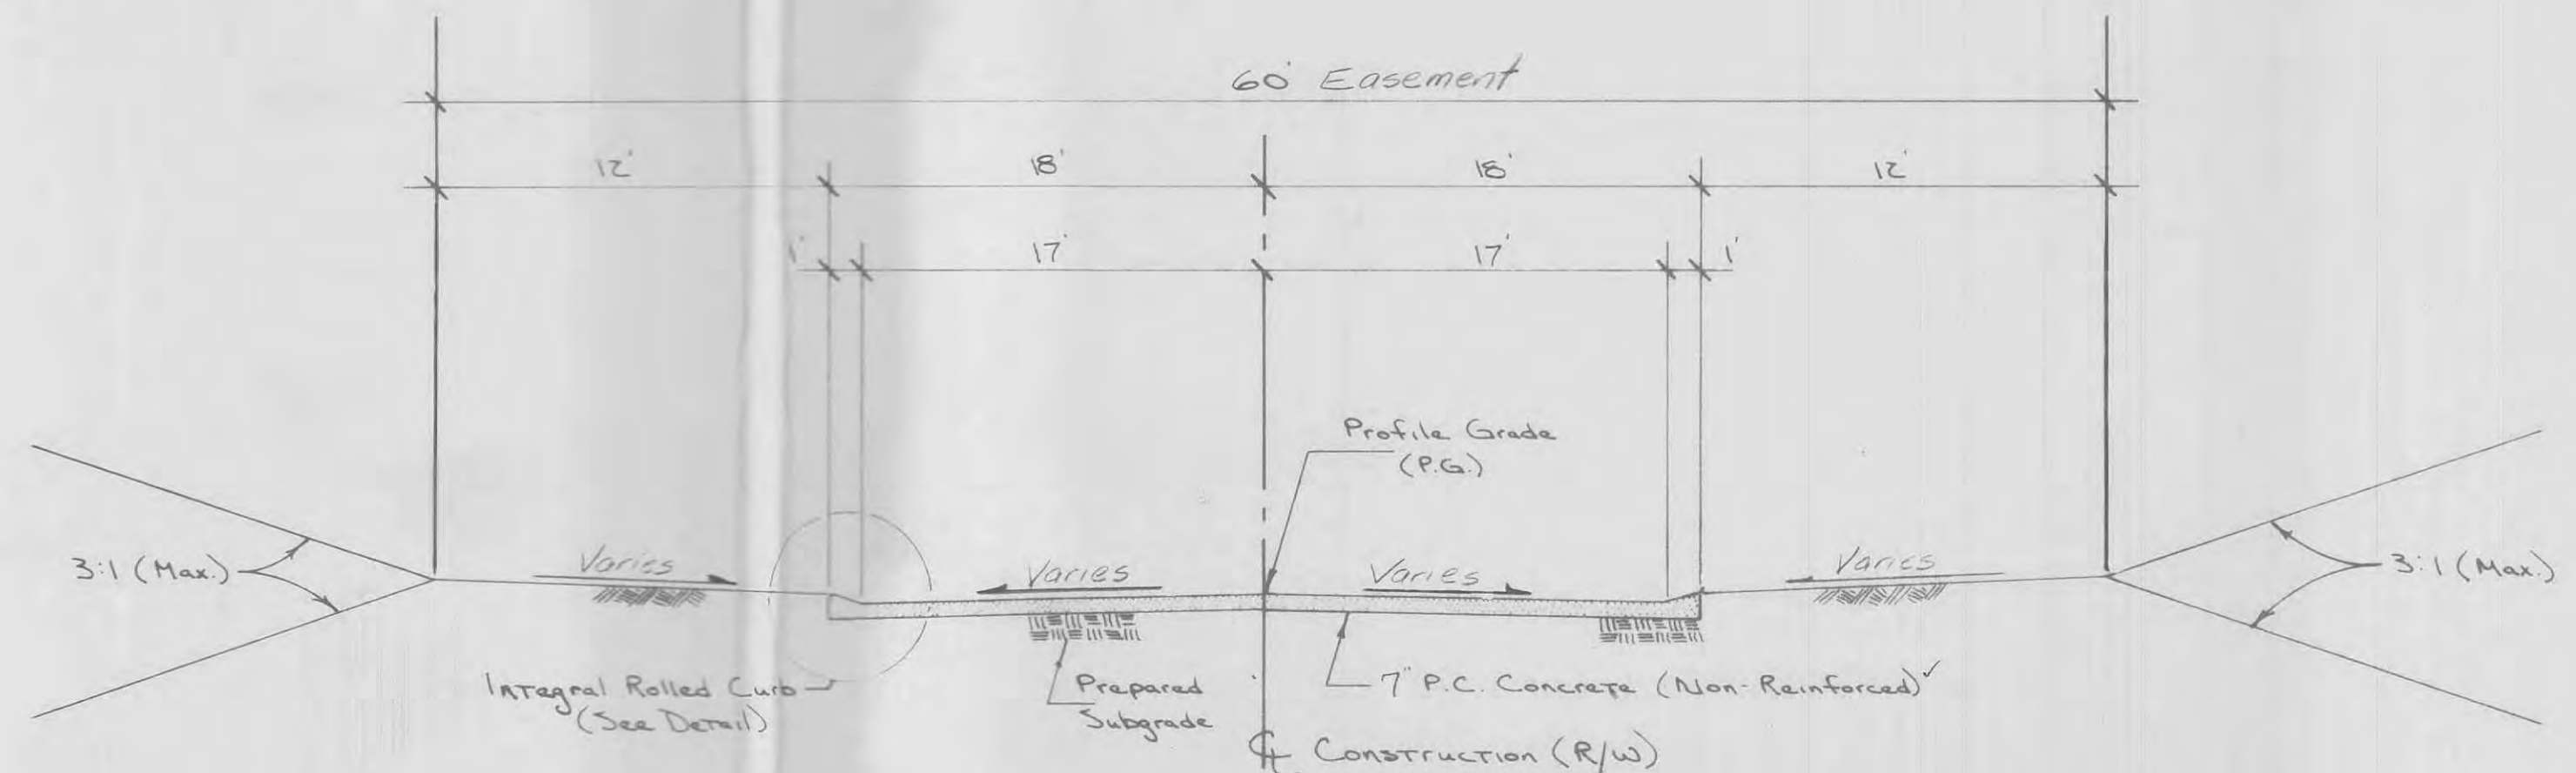 60' Easement
12'
18'
18'
12'
1'
17'
17'
1'
Profile Grade
(P.G.)
3:1 (Max.)
Varies
Varies
Varies
Varies
3:1 (Max.)
Integral Rolled Curb
(See Detail)
Prepared
Subgrade
7" P.C. Concrete (Non-Reinforced) ✓
℄ Construction (R/W)